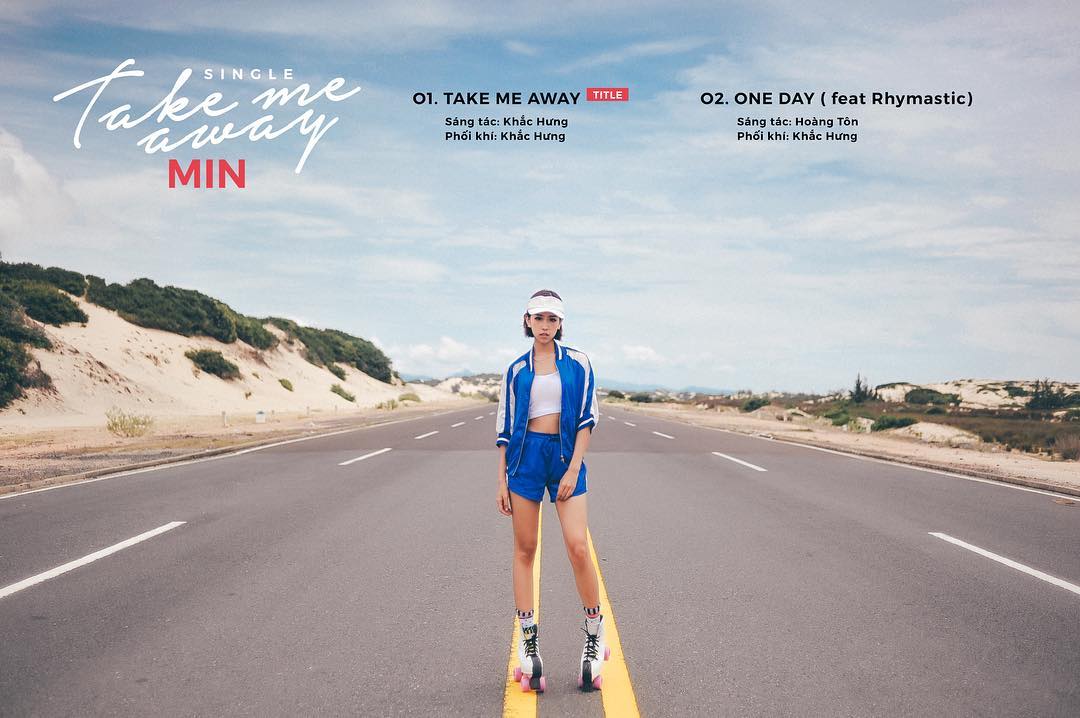 SINGLE
Take me
away
MIN
01. TAKE ME AWAY TITLE
Sáng tác: Khắc Hưng
Phối khí: Khắc Hưng
02. ONE DAY ( feat Rhymastic)
Sáng tác: Hoàng Tôn
Phối khí: Khắc Hưng